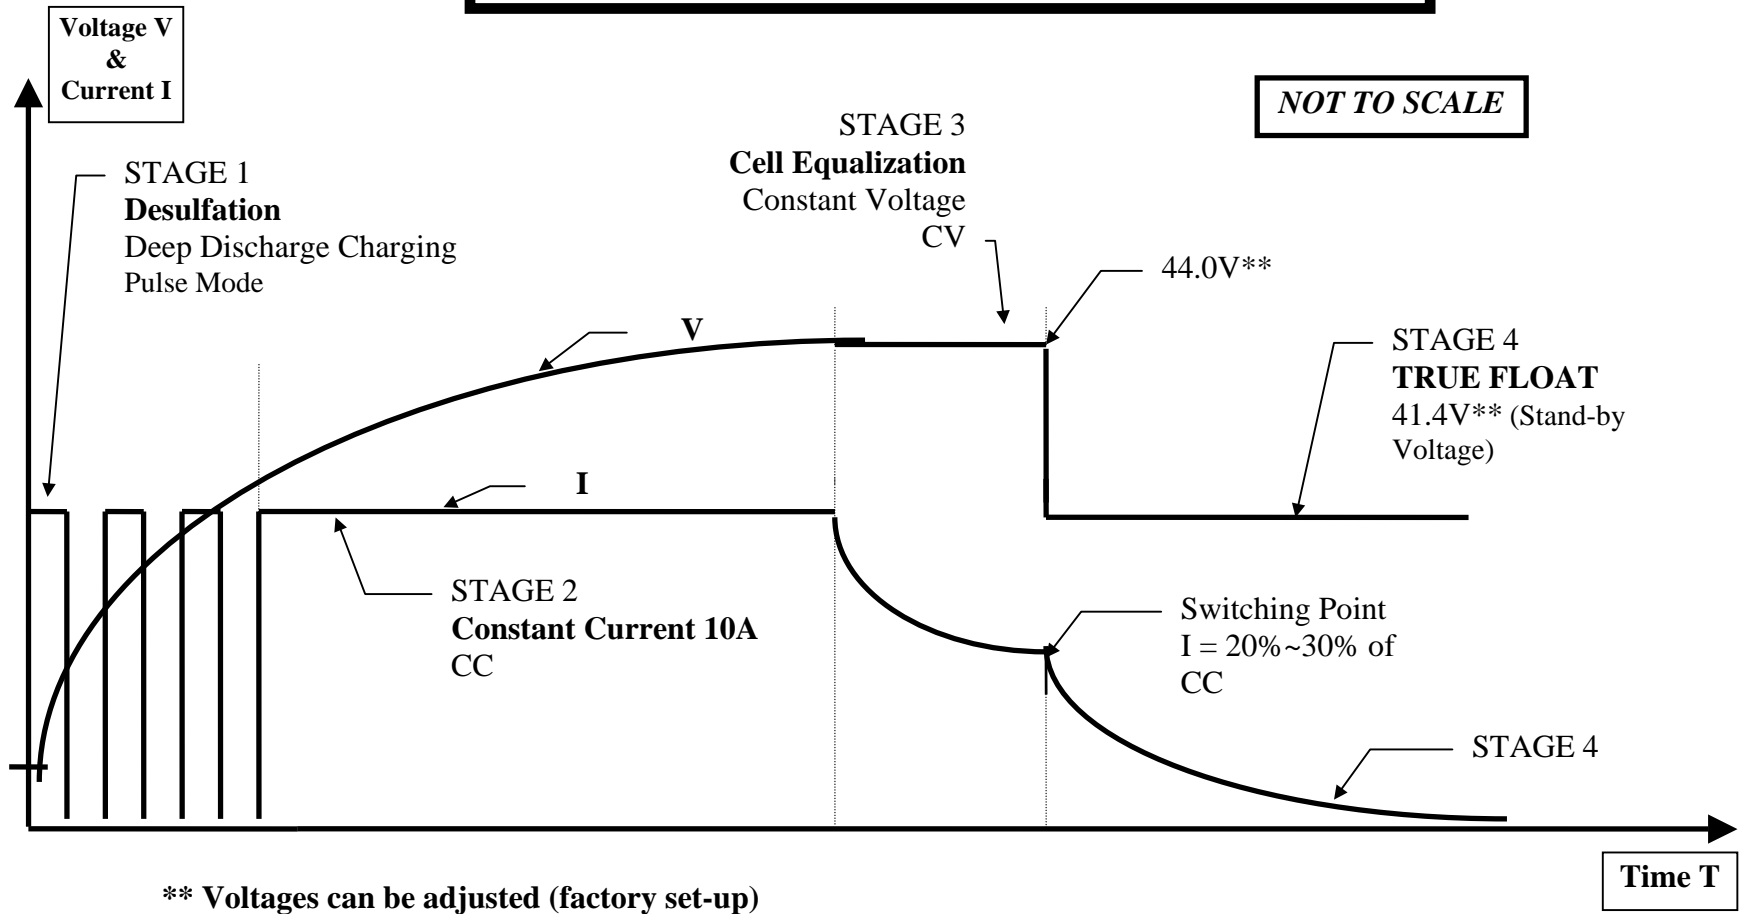 Voltage V
&
Current I
NOT TO SCALE
STAGE 1
Desulfation
Deep Discharge Charging
Pulse Mode
STAGE 3
Cell Equalization
Constant Voltage
CV
44.0V**
V
STAGE 4
TRUE FLOAT
41.4V** (Stand-by
Voltage)
I
STAGE 2
Constant Current 10A
CC
Switching Point
I = 20%~30% of
CC
STAGE 4
Time T
** Voltages can be adjusted (factory set-up)